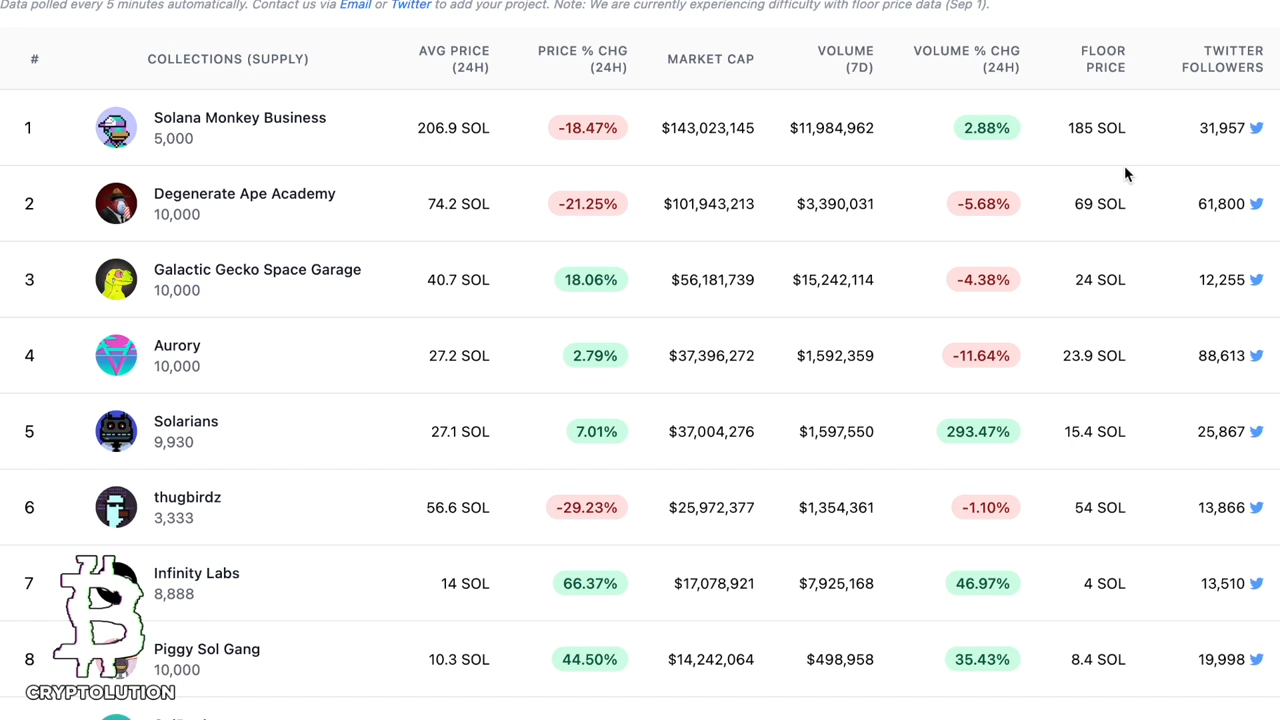 Data polled every 5 minutes automatically. Contact us via Email or Twitter to add your project. Note: We are currently experiencing difficulty with floor price data (Sep 1).
# COLLECTIONS (SUPPLY) AVG PRICE (24H) PRICE % CHG (24H) MARKET CAP VOLUME (7D) VOLUME % CHG (24H) FLOOR PRICE TWITTER FOLLOWERS
1 Solana Monkey Business 5,000 206.9 SOL -18.47% $143,023,145 $11,984,962 2.88% 185 SOL 31,957
2 Degenerate Ape Academy 10,000 74.2 SOL -21.25% $101,943,213 $3,390,031 -5.68% 69 SOL 61,800
3 Galactic Gecko Space Garage 10,000 40.7 SOL 18.06% $56,181,739 $15,242,114 -4.38% 24 SOL 12,255
4 Aurory 10,000 27.2 SOL 2.79% $37,396,272 $1,592,359 -11.64% 23.9 SOL 88,613
5 Solarians 9,930 27.1 SOL 7.01% $37,004,276 $1,597,550 293.47% 15.4 SOL 25,867
6 thugbirdz 3,333 56.6 SOL -29.23% $25,972,377 $1,354,361 -1.10% 54 SOL 13,866
7 Infinity Labs 8,888 14 SOL 66.37% $17,078,921 $7,925,168 46.97% 4 SOL 13,510
8 Piggy Sol Gang 10,000 10.3 SOL 44.50% $14,242,064 $498,958 35.43% 8.4 SOL 19,998
CRYPTOLUTION